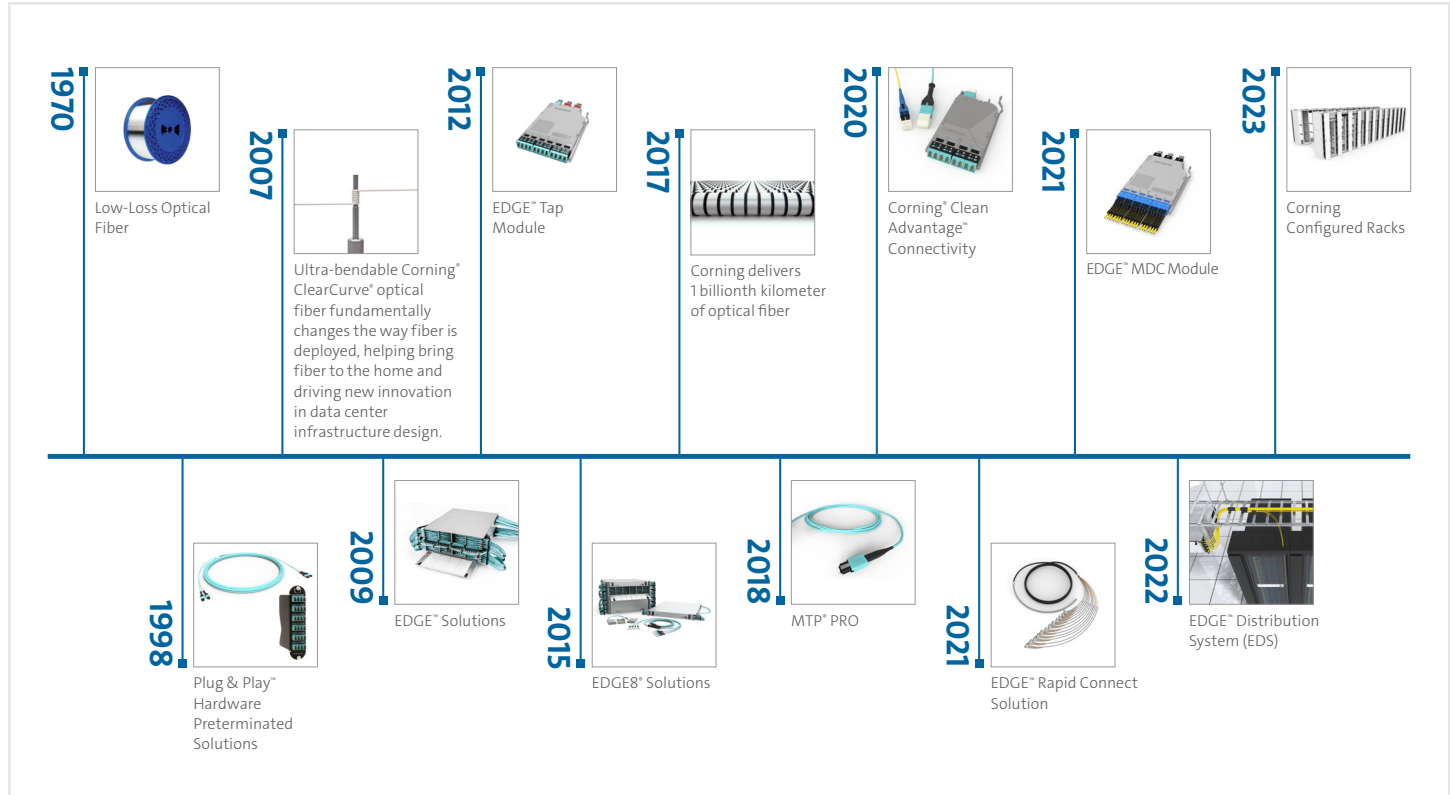 1970
Low-Loss Optical
Fiber
2007
Ultra-bendable Corning®
ClearCurve® optical
fiber fundamentally
changes the way fiber is
deployed, helping bring
fiber to the home and
driving new innovation
in data center
infrastructure design.
2012
EDGE™ Tap
Module
2017
Corning delivers
1 billionth kilometer
of optical fiber
2020
Corning® Clean
Advantage™
Connectivity
2021
EDGE™ MDC Module
2023
Corning
Configured Racks
1998
Plug & Play™
Hardware
Preterminated
Solutions
2009
EDGE™ Solutions
2015
EDGE8® Solutions
2018
MTP® PRO
2021
EDGE™ Rapid Connect
Solution
2022
EDGE™ Distribution
System (EDS)